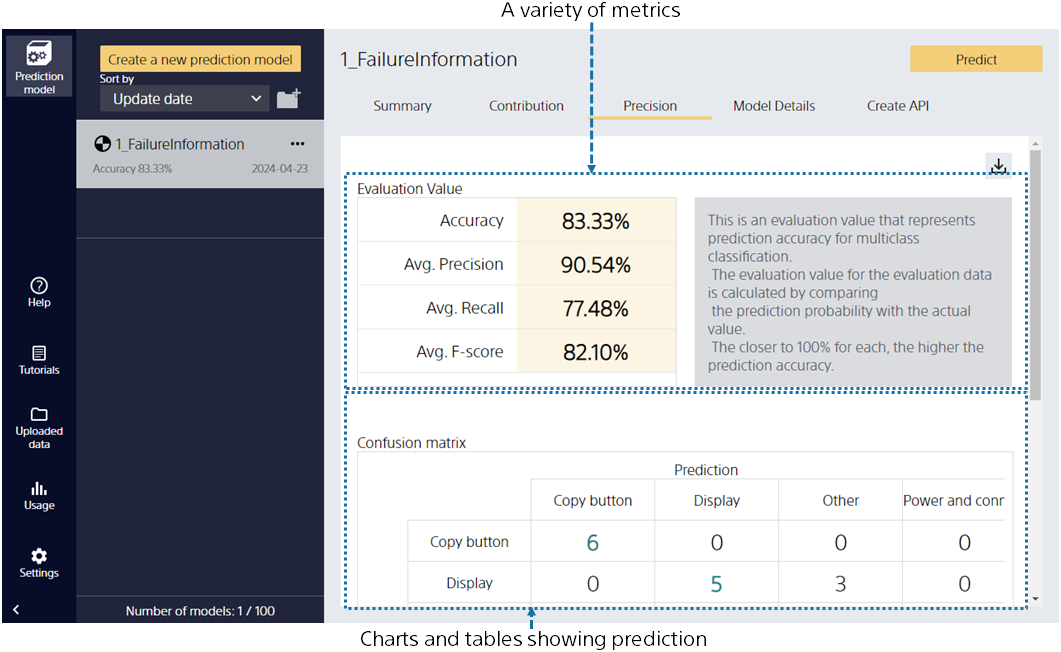 A variety of metrics
Prediction
model
Create a new prediction model
Sort by
Update date
1_FailureInformation
Accuracy 83.33%
2024-04-23
Help
Tutorials
Uploaded
data
Usage
Settings
Number of models: 1 / 100
1_FailureInformation
Predict
Summary
Contribution
Precision
Model Details
Create API
Evaluation Value
Accuracy 83.33%
Avg. Precision 90.54%
Avg. Recall 77.48%
Avg. F-score 82.10%
This is an evaluation value that represents
prediction accuracy for multiclass
classification.
The evaluation value for the evaluation data
is calculated by comparing
the prediction probability with the actual
value.
The closer to 100% for each, the higher the
prediction accuracy.
Confusion matrix
Prediction
Copy button Display Other Power and conn
Copy button 6 0 0 0
Display 0 5 3 0
Charts and tables showing prediction